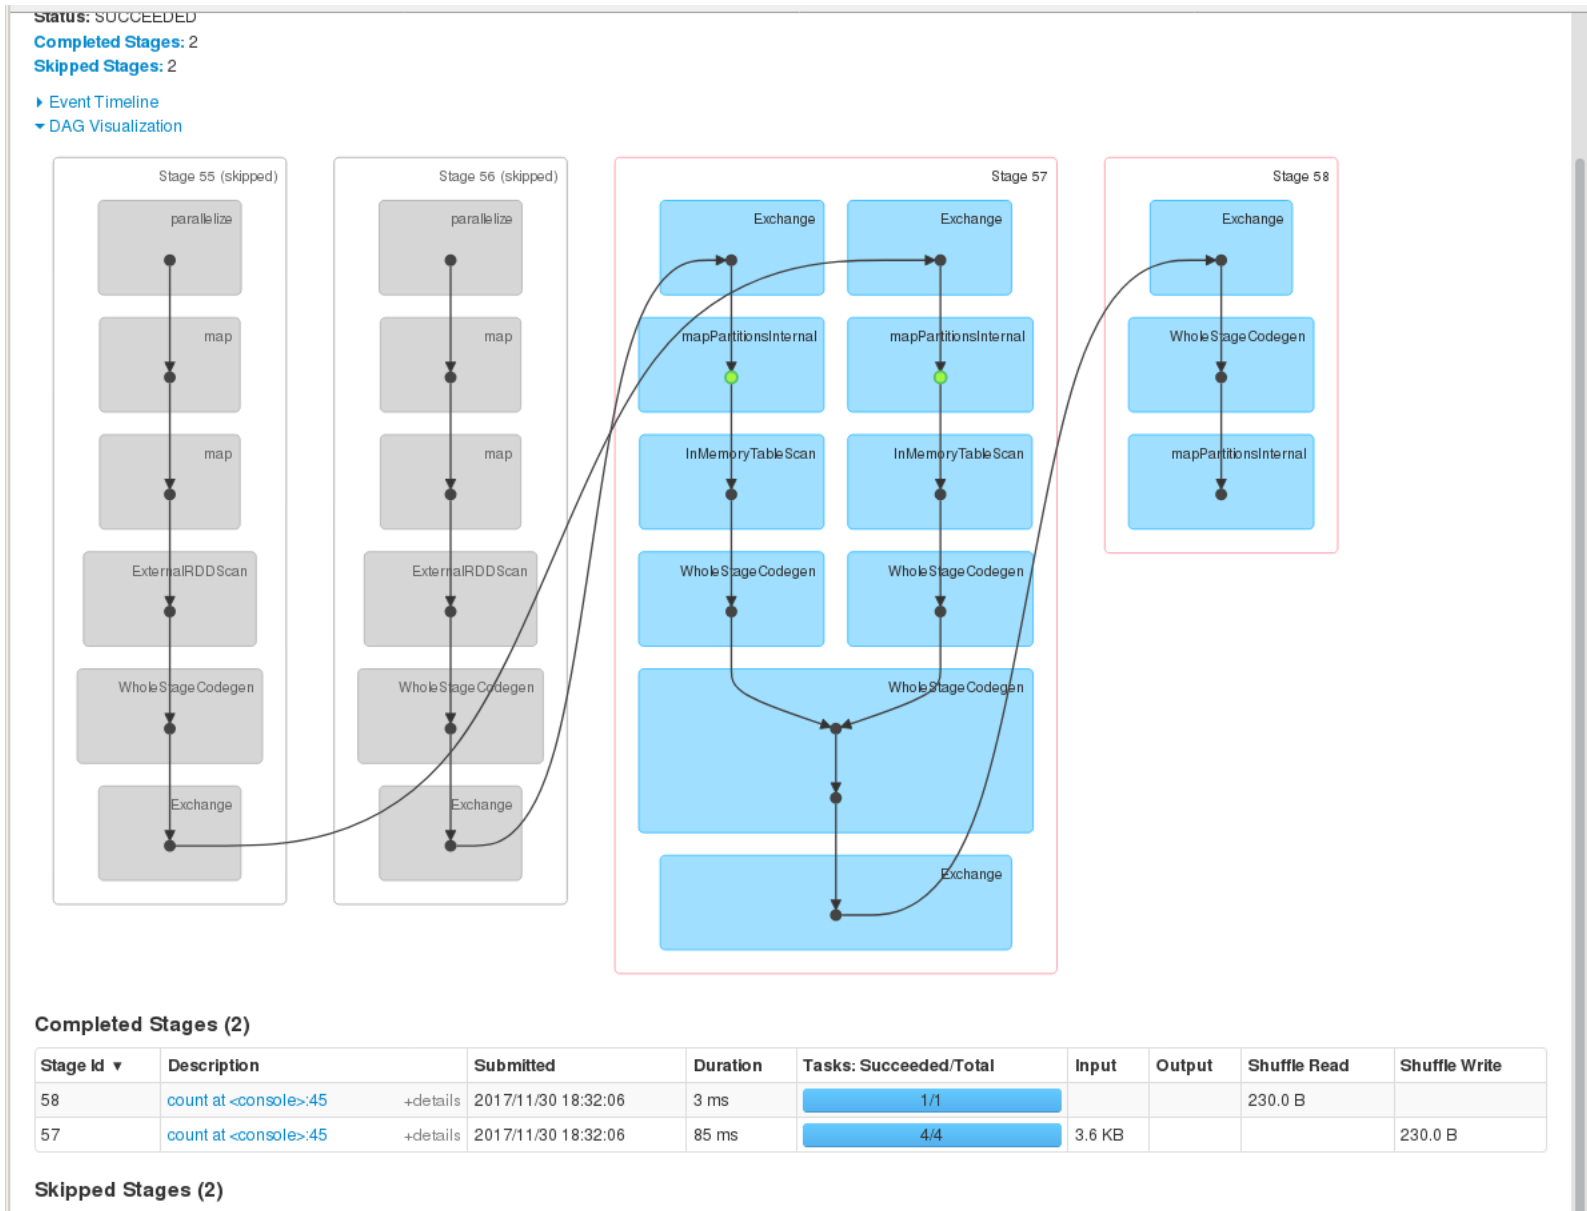 Status: SUCCEEDED
Completed Stages: 2
Skipped Stages: 2
Event Timeline
DAG Visualization
Stage 55 (skipped)
parallelize
map
map
ExternalRDDScan
WholeStageCodegen
Exchange
Stage 56 (skipped)
parallelize
map
map
ExternalRDDScan
WholeStageCodegen
Exchange
Stage 57
Exchange
Exchange
mapPartitionsInternal
mapPartitionsInternal
InMemoryTableScan
InMemoryTableScan
WholeStageCodegen
WholeStageCodegen
WholeStageCodegen
Exchange
Stage 58
Exchange
WholeStageCodegen
mapPartitionsInternal
Completed Stages (2)
Stage Id ▾ Description Submitted Duration Tasks: Succeeded/Total Input Output Shuffle Read Shuffle Write
58 count at <console>:45 +details 2017/11/30 18:32:06 3 ms 1/1 230.0 B
57 count at <console>:45 +details 2017/11/30 18:32:06 85 ms 4/4 3.6 KB 230.0 B
Skipped Stages (2)